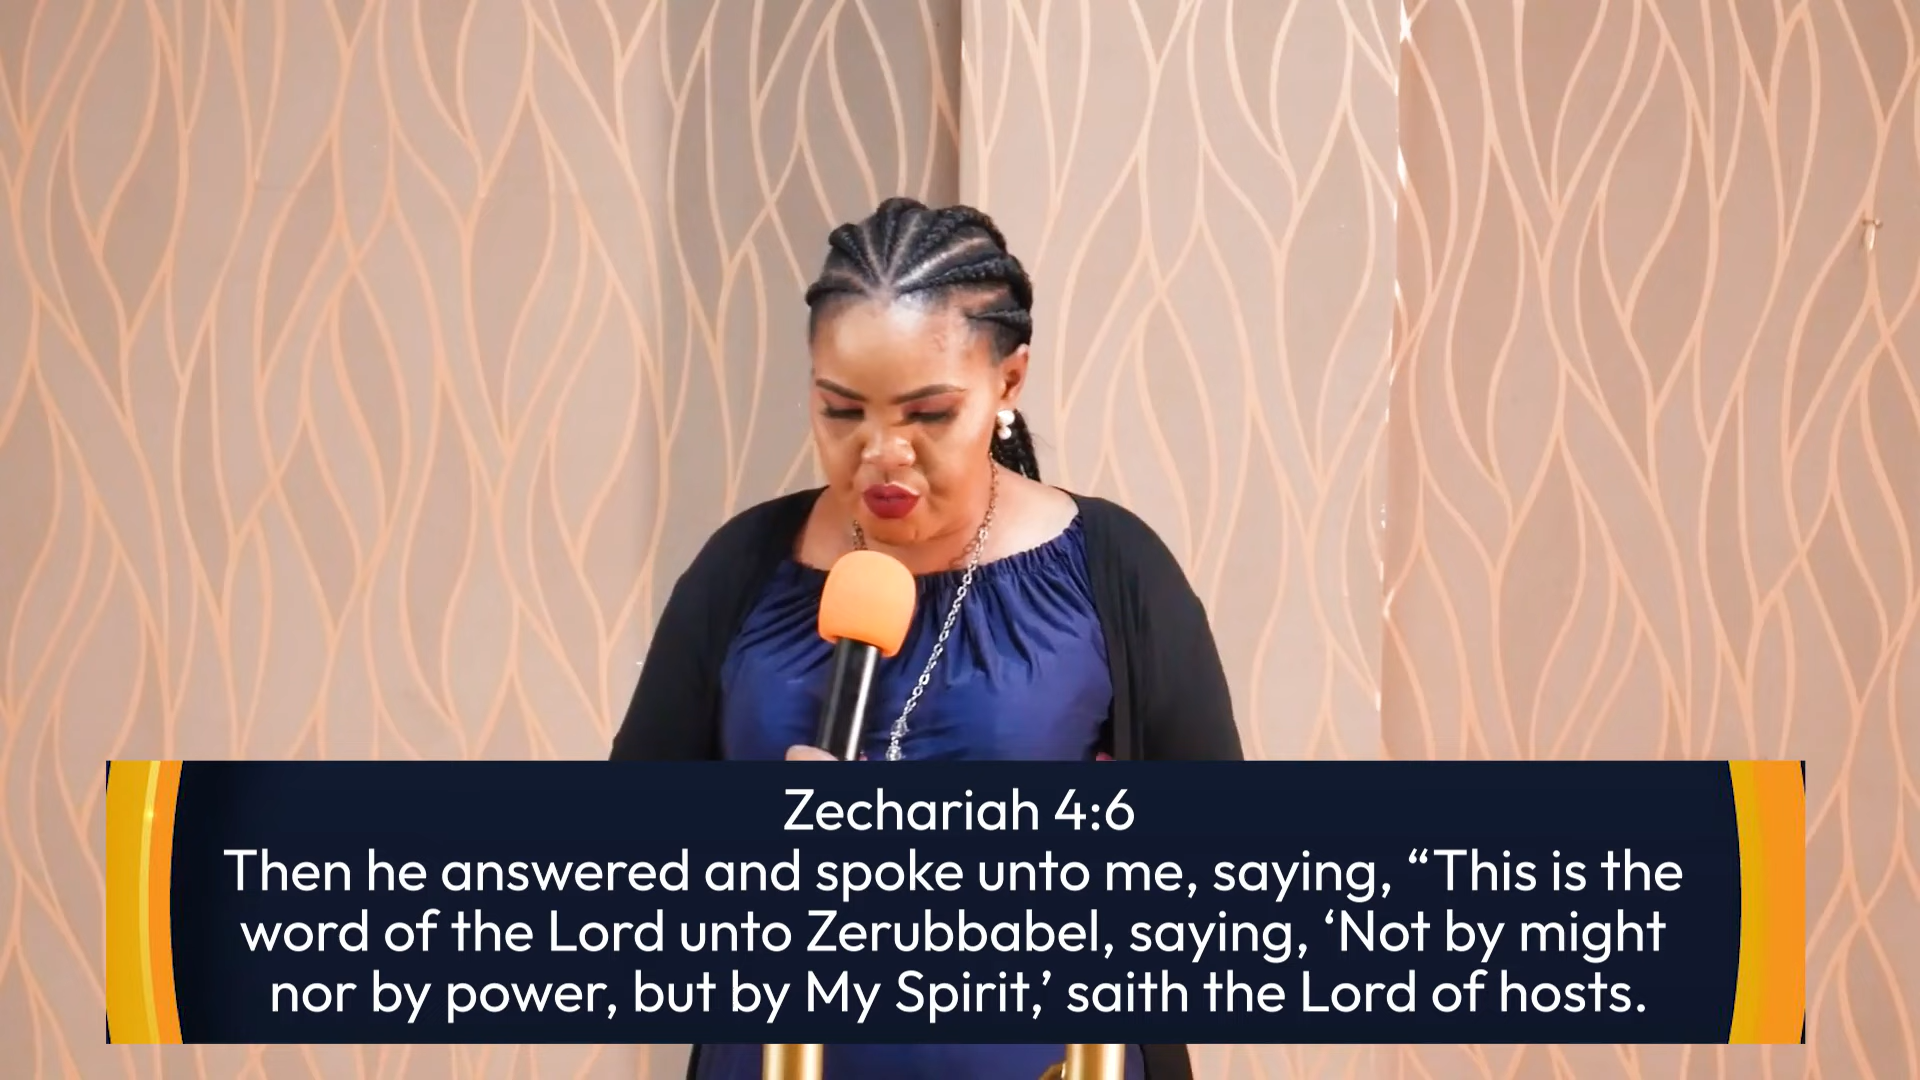 Zechariah 4:6
Then he answered and spoke unto me, saying, “This is the
word of the Lord unto Zerubbabel, saying, ‘Not by might
nor by power, but by My Spirit,’ saith the Lord of hosts.